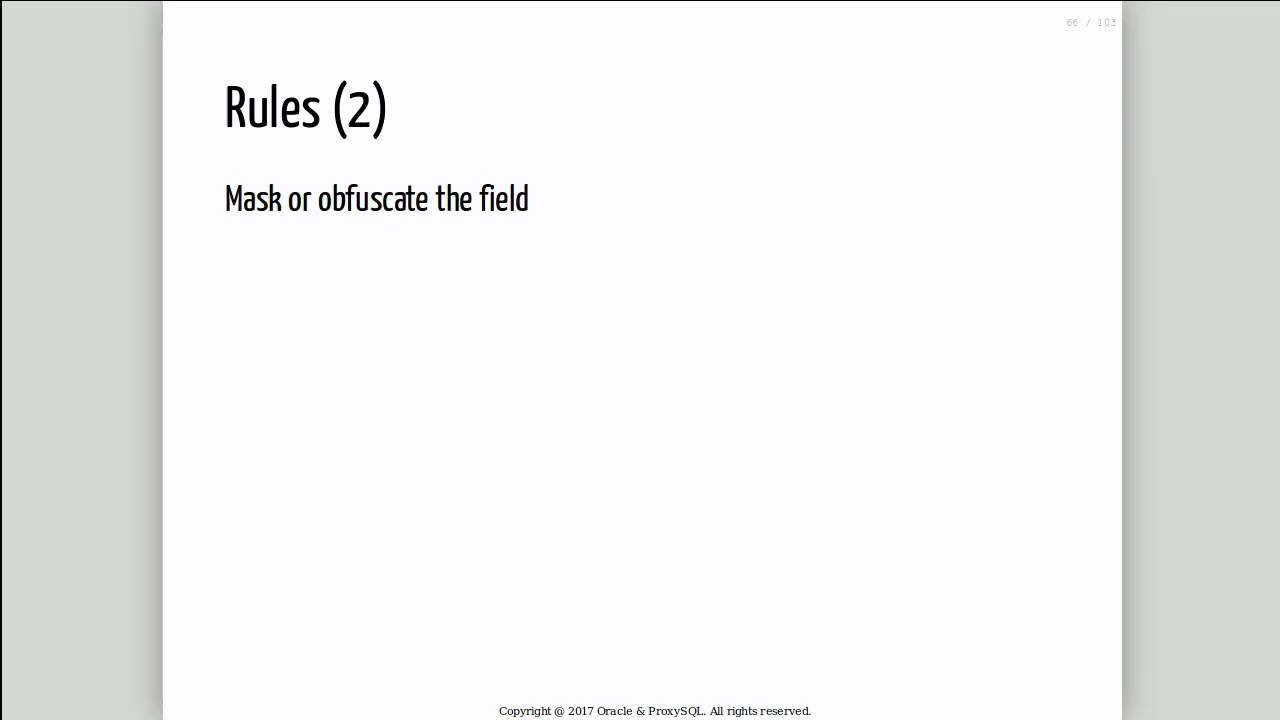 66 / 103
Rules (2)
Mask or obfuscate the field
Copyright @ 2017 Oracle & ProxySQL. All rights reserved.